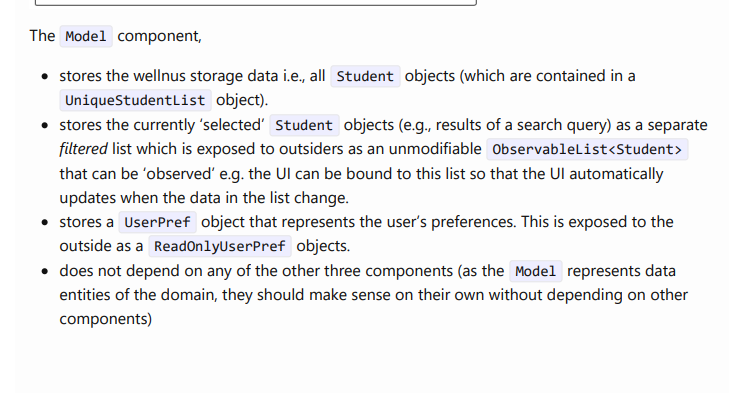 The Model component,
• stores the wellnus storage data i.e., all Student objects (which are contained in a
UniqueStudentList object).
• stores the currently ‘selected’ Student objects (e.g., results of a search query) as a separate
filtered list which is exposed to outsiders as an unmodifiable ObservableList<Student>
that can be ‘observed’ e.g. the UI can be bound to this list so that the UI automatically
updates when the data in the list change.
• stores a UserPref object that represents the user’s preferences. This is exposed to the
outside as a ReadOnlyUserPref objects.
• does not depend on any of the other three components (as the Model represents data
entities of the domain, they should make sense on their own without depending on other
components)